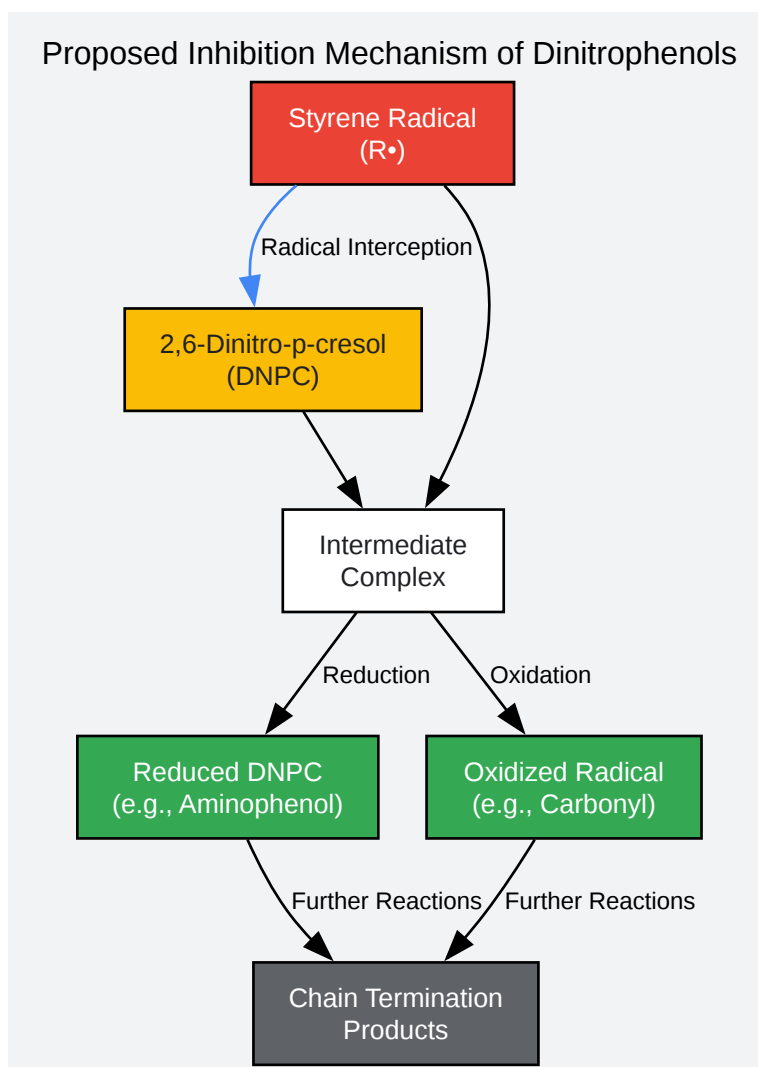 Proposed Inhibition Mechanism of Dinitrophenols
Styrene Radical
(R•)
Radical Interception
2,6-Dinitro-p-cresol
(DNPC)
Intermediate
Complex
Reduction
Oxidation
Reduced DNPC
(e.g., Aminophenol)
Oxidized Radical
(e.g., Carbonyl)
Further Reactions
Further Reactions
Chain Termination
Products